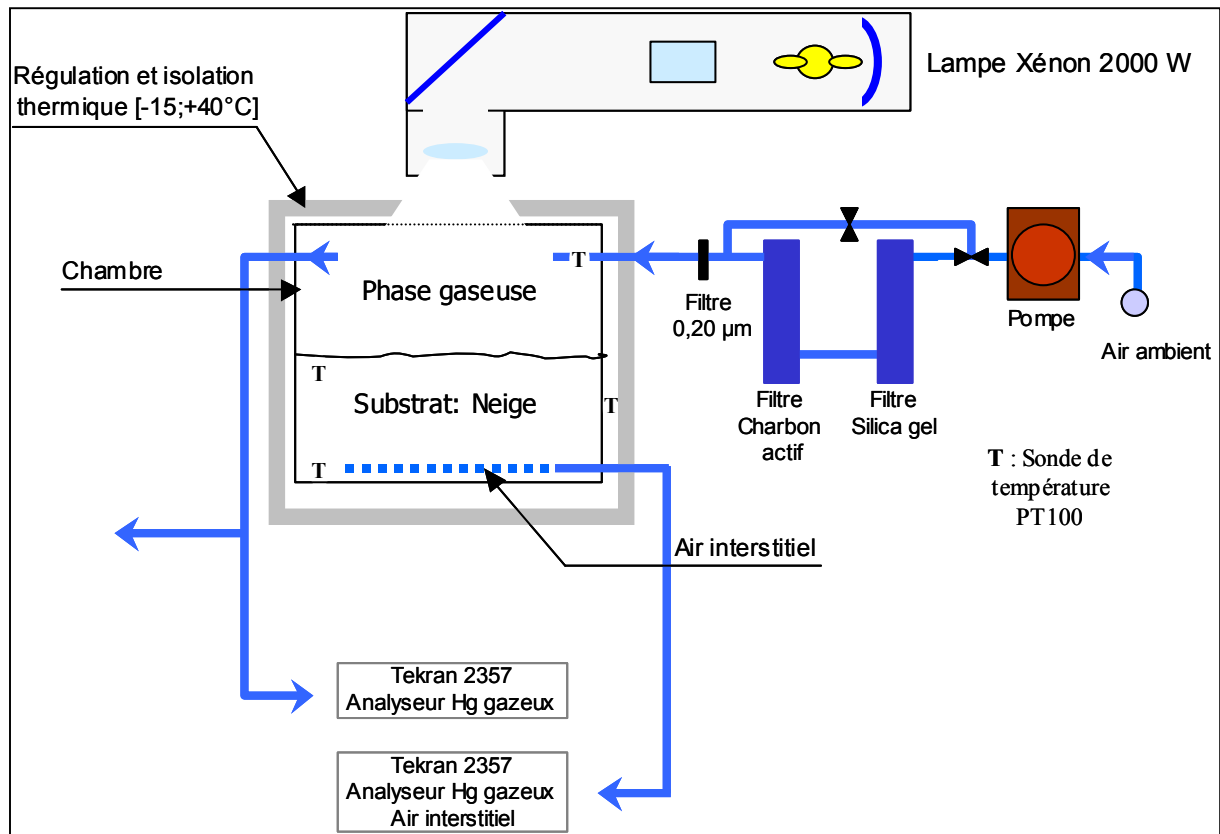 Régulation et isolation
thermique [-15;+40°C]
Lampe Xénon 2000 W
Chambre
T
Phase gaseuse
T
Substrat: Neige
T
T
Filtre
0,20 µm
Filtre
Charbon
actif
Filtre
Silica gel
Pompe
Air ambient
T : Sonde de
température
PT100
Air interstitiel
Tekran 2357
Analyseur Hg gazeux
Tekran 2357
Analyseur Hg gazeux
Air interstitiel